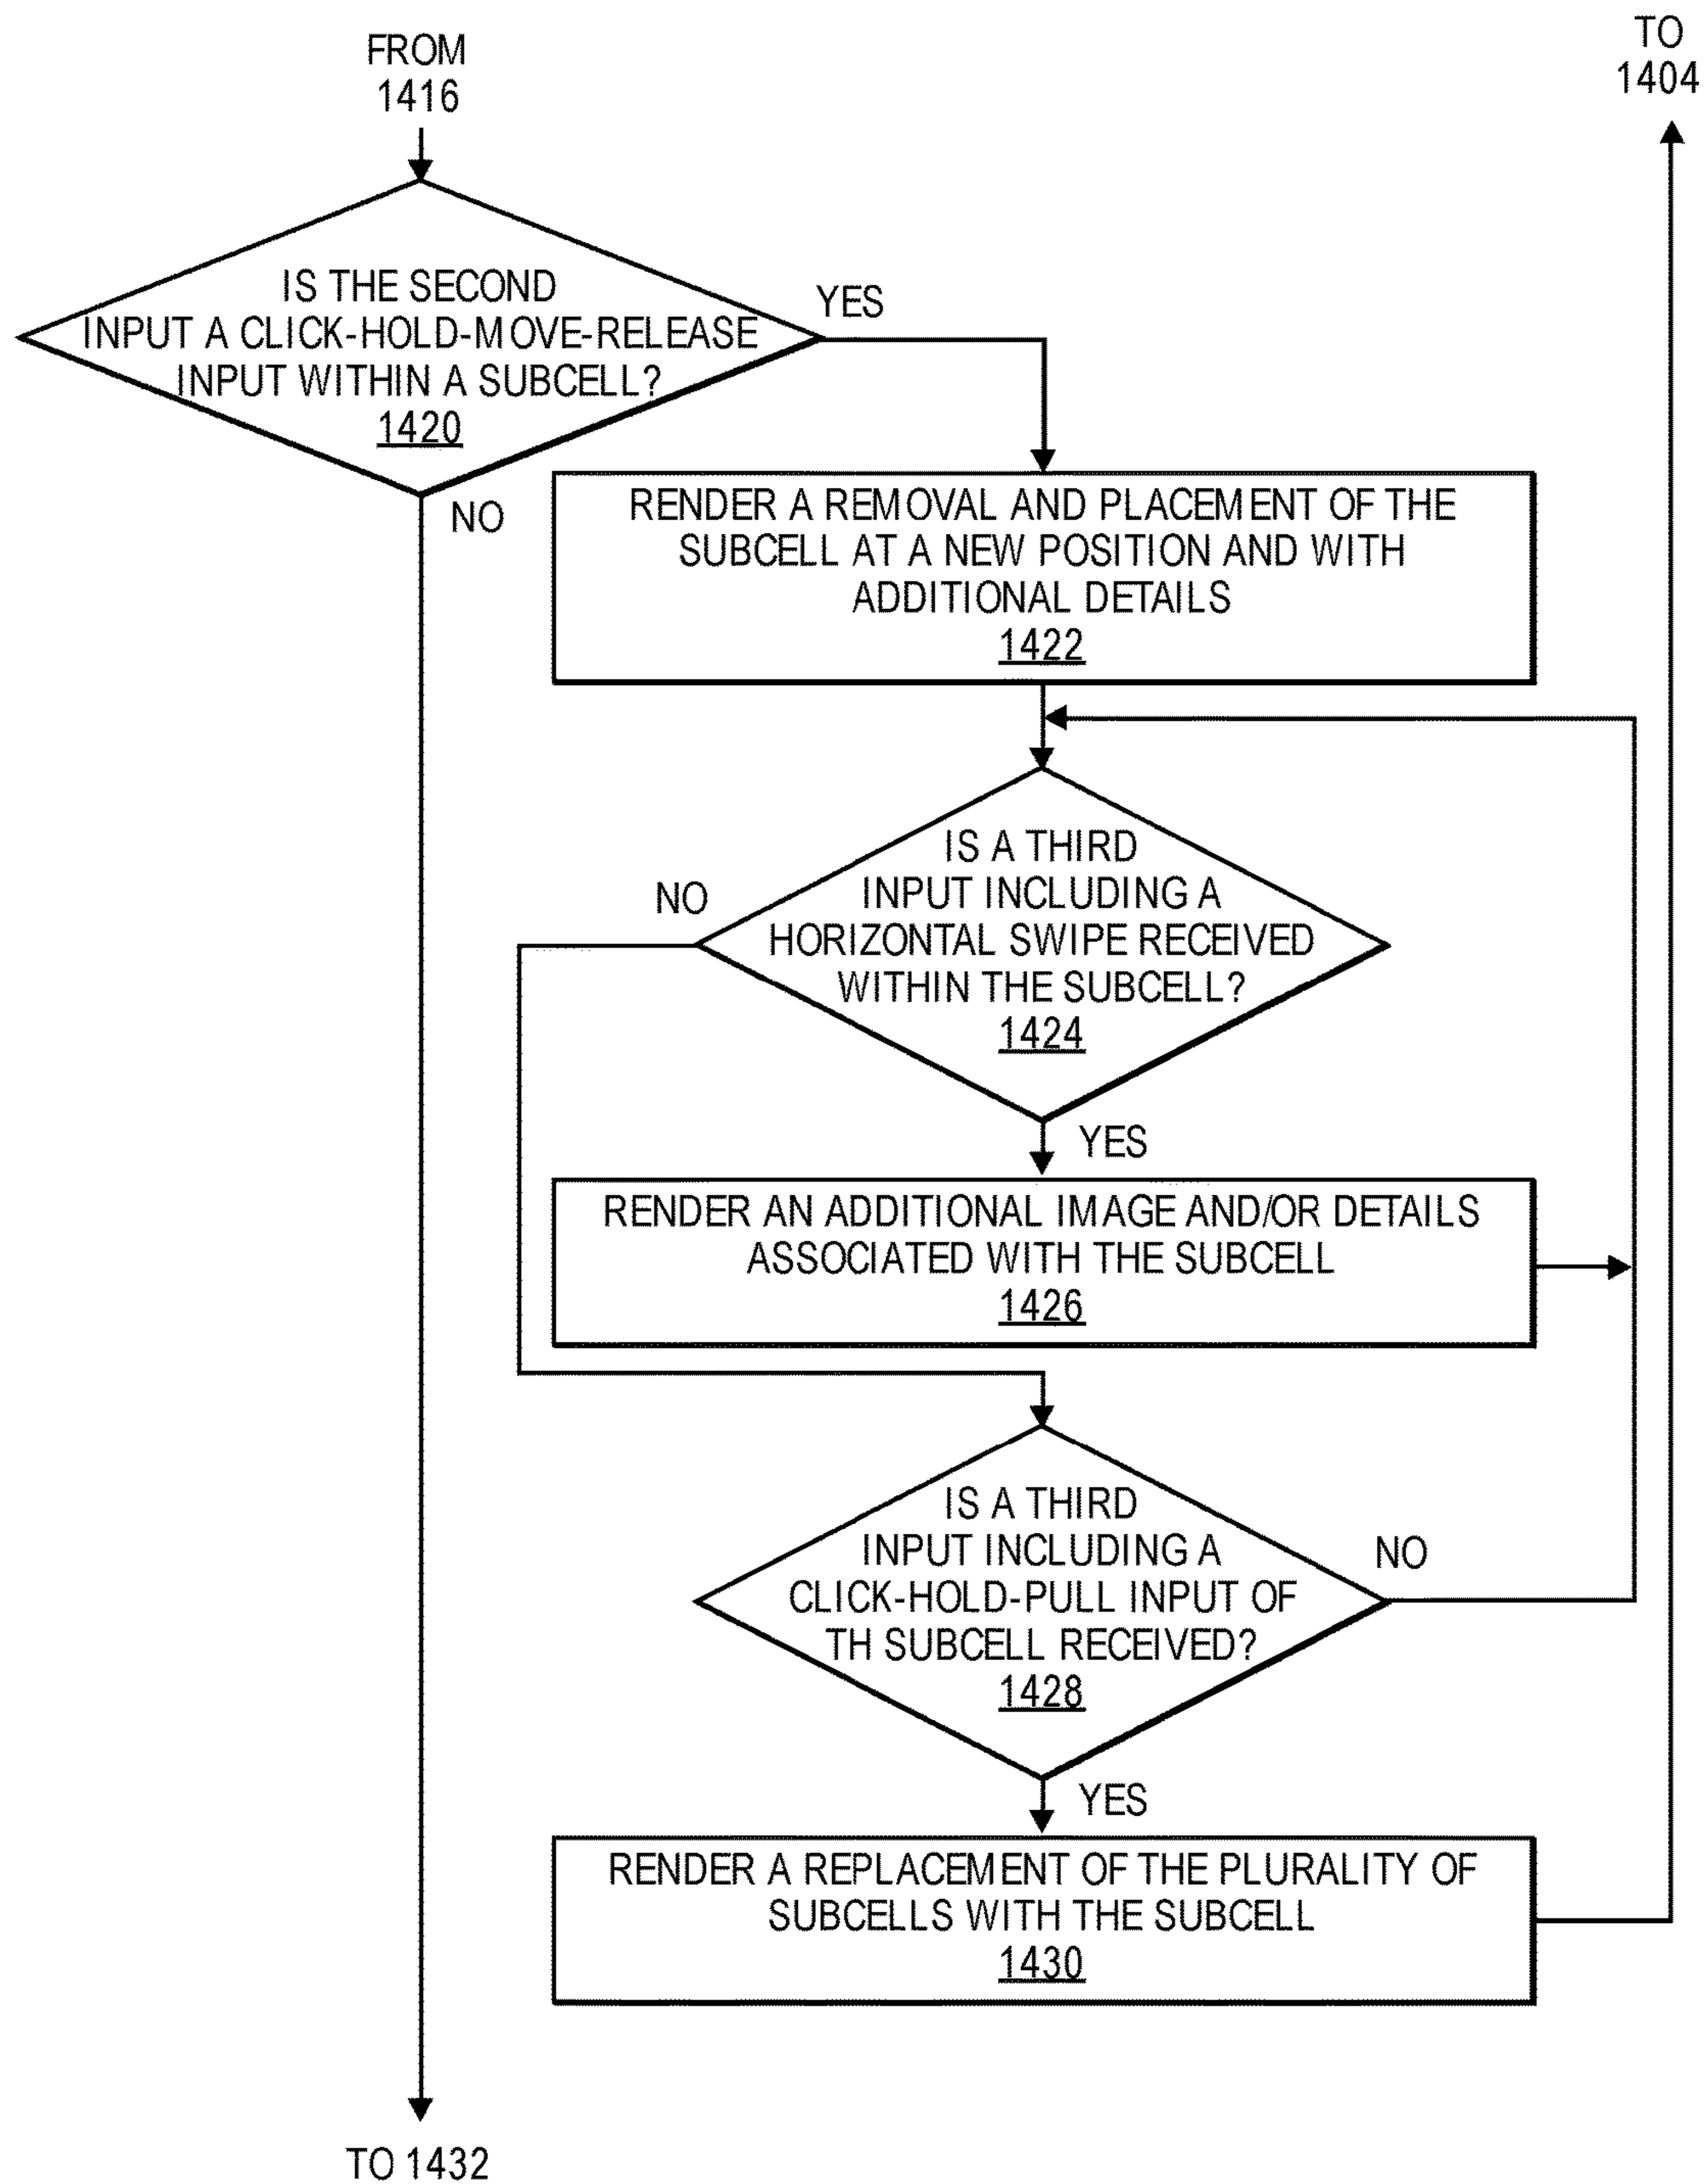 FROM
1416
TO
1404
IS THE SECOND
INPUT A CLICK-HOLD-MOVE-RELEASE
INPUT WITHIN A SUBCELL?
1420
YES
NO
RENDER A REMOVAL AND PLACEMENT OF THE
SUBCELL AT A NEW POSITION AND WITH
ADDITIONAL DETAILS
1422
IS A THIRD
INPUT INCLUDING A
HORIZONTAL SWIPE RECEIVED
WITHIN THE SUBCELL?
1424
NO
YES
RENDER AN ADDITIONAL IMAGE AND/OR DETAILS
ASSOCIATED WITH THE SUBCELL
1426
IS A THIRD
INPUT INCLUDING A
CLICK-HOLD-PULL INPUT OF
TH SUBCELL RECEIVED?
1428
NO
YES
RENDER A REPLACEMENT OF THE PLURALITY OF
SUBCELLS WITH THE SUBCELL
1430
TO 1432